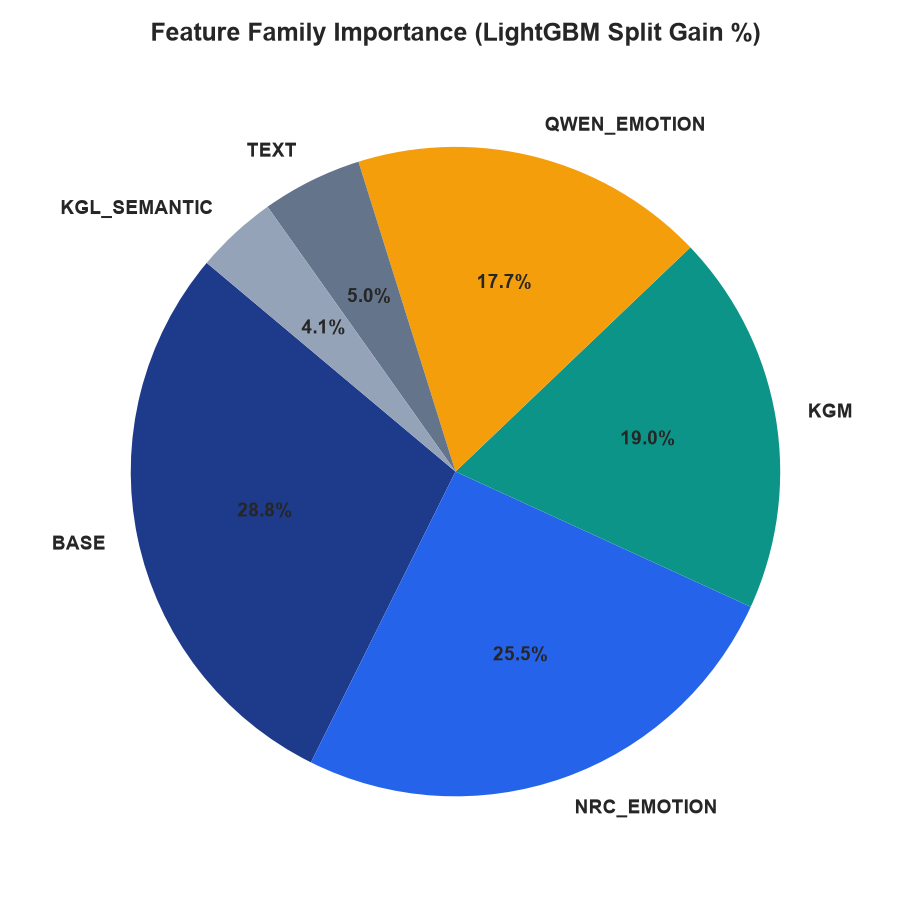 Feature Family Importance (LightGBM Split Gain %)
QWEN_EMOTION
TEXT
KGL_SEMANTIC
17.7%
5.0%
4.1%
KGM
19.0%
28.8%
BASE
25.5%
NRC_EMOTION